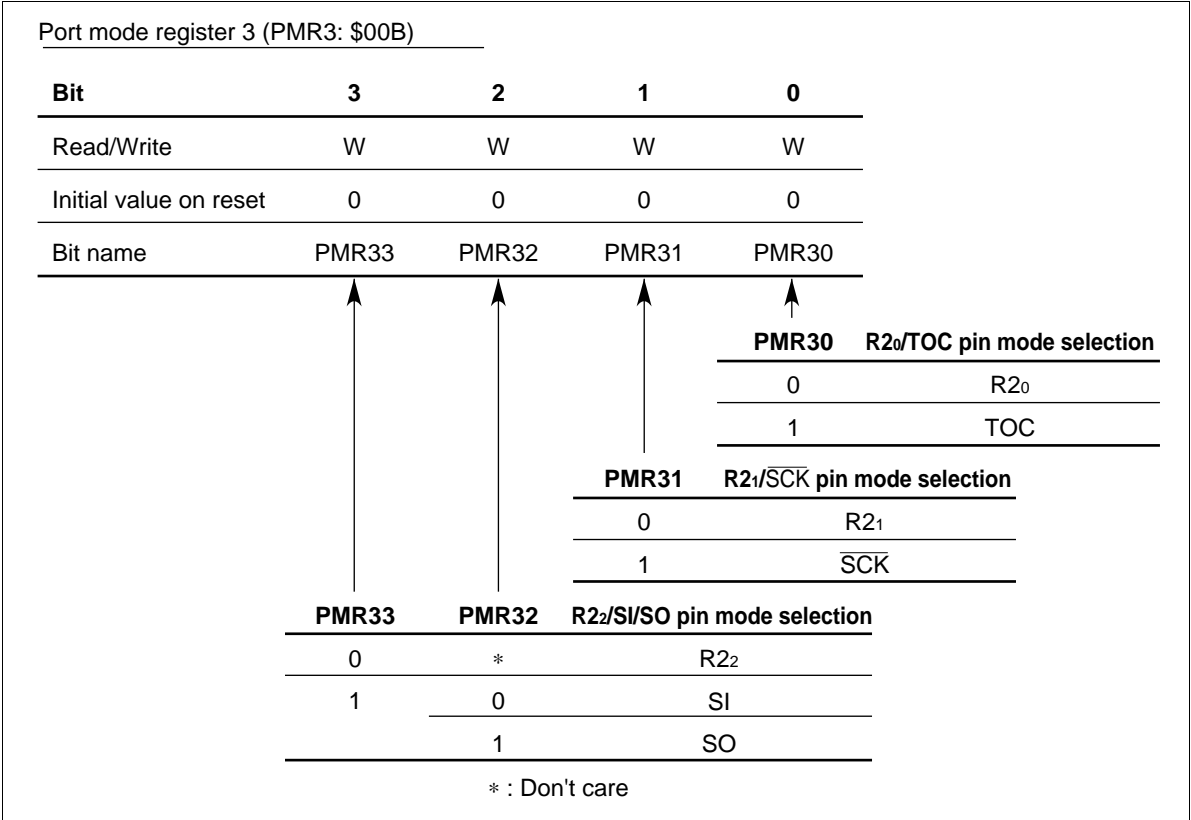 Port mode register 3 (PMR3: $00B)
Bit 3 2 1 0
Read/Write W W W W
Initial value on reset 0 0 0 0
Bit name PMR33 PMR32 PMR31 PMR30
PMR30 R2₀/TOC pin mode selection
0 R2₀
1 TOC
PMR31 R2₁/S̅C̅K̅ pin mode selection
0 R2₁
1 S̅C̅K̅
PMR33 PMR32 R2₂/SI/SO pin mode selection
0 * R2₂
1 0 SI
1 SO
* : Don't care